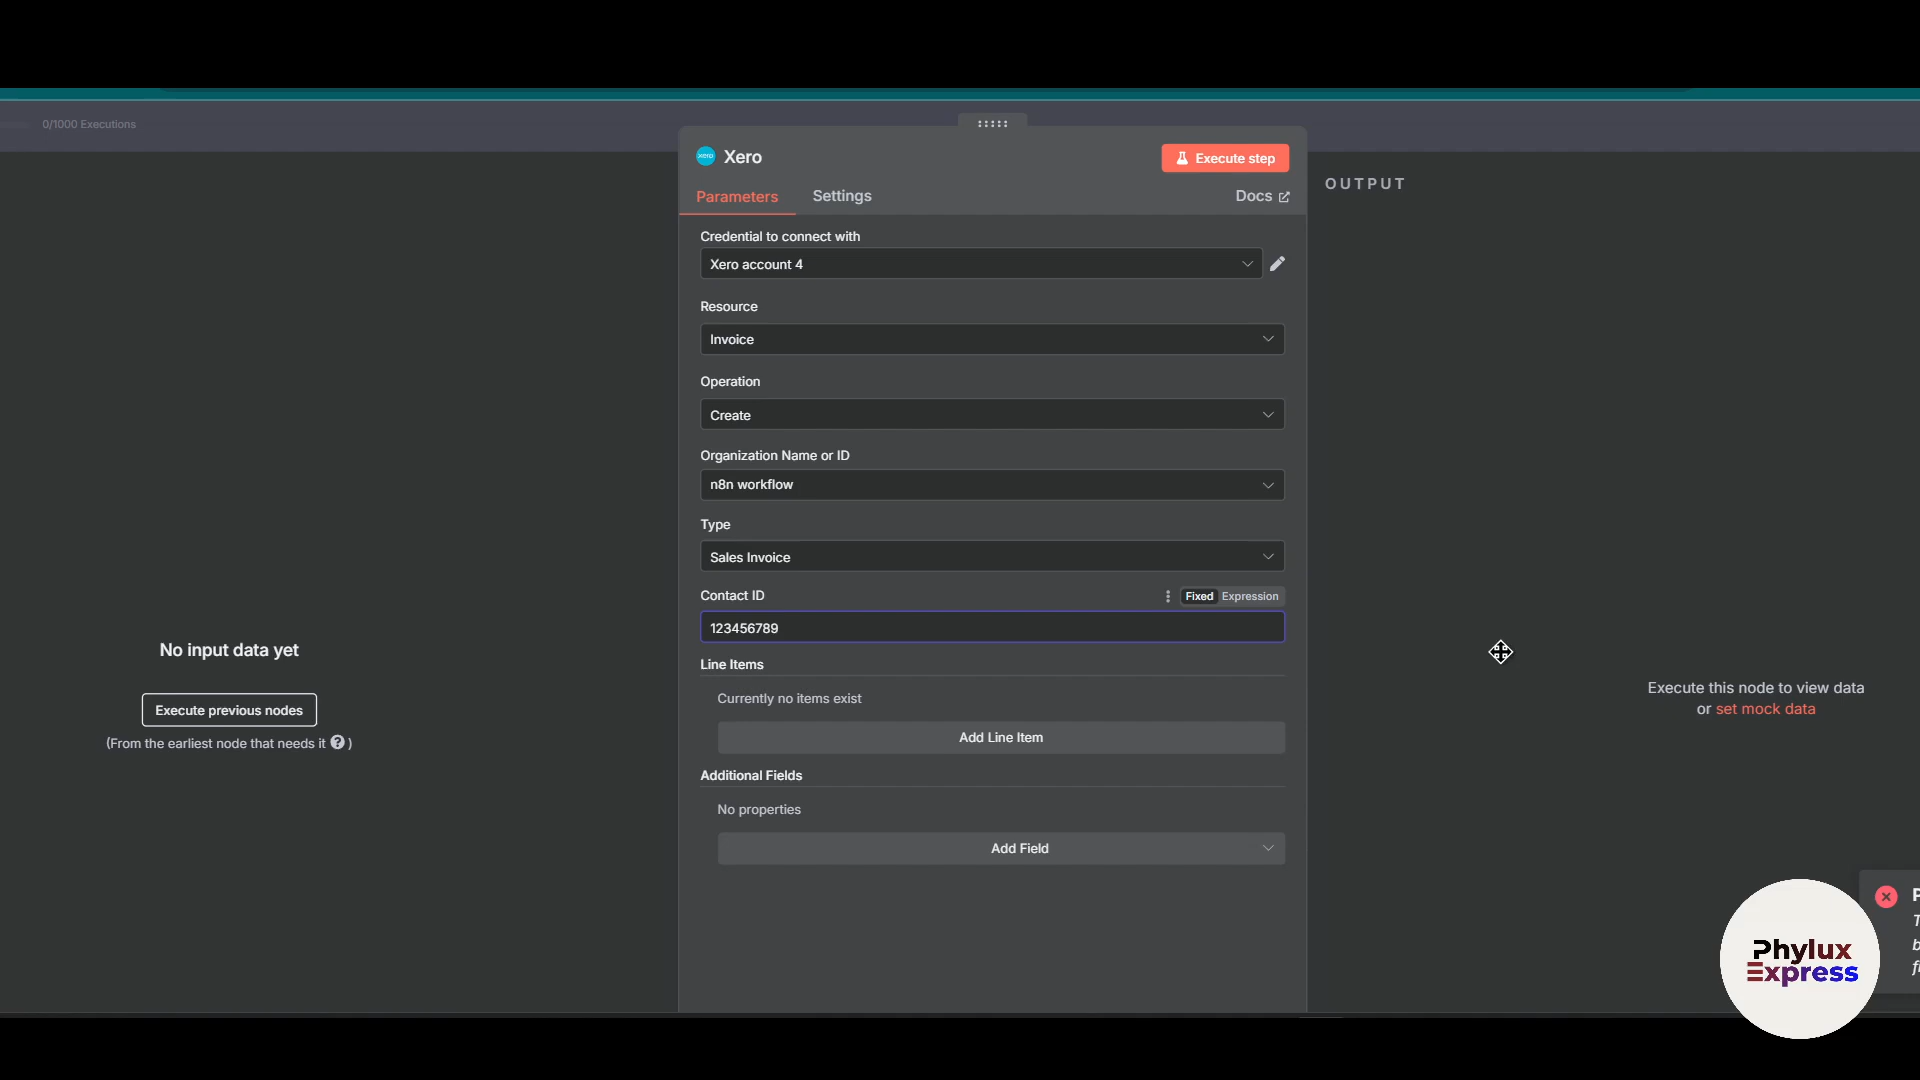 0/1000 Executions
xero
Xero
Execute step
OUTPUT
Parameters
Settings
Docs
Credential to connect with
Xero account 4
Resource
Invoice
Operation
Create
Organization Name or ID
n8n workflow
Type
Sales Invoice
Contact ID
Fixed
Expression
123456789
Line Items
Currently no items exist
Add Line Item
Additional Fields
No properties
Add Field
No input data yet
Execute previous nodes
(From the earliest node that needs it ? )
Execute this node to view data
or set mock data
Phylux
Express